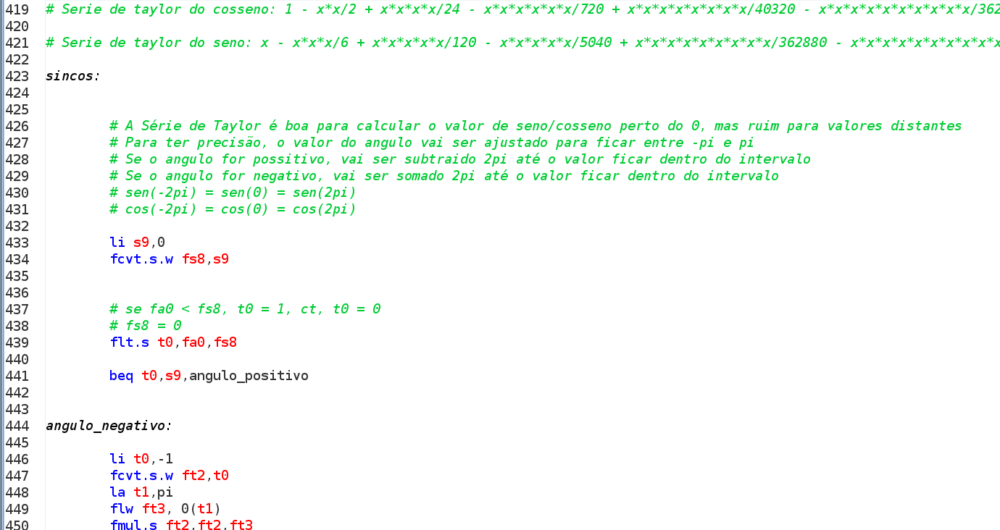 419 # Serie de taylor do cosseno: 1 - x*x/2 + x*x*x*x/24 - x*x*x*x*x*x/720 + x*x*x*x*x*x*x*x/40320 - x*x*x*x*x*x*x*x*x*x/362
420
421 # Serie de taylor do seno: x - x*x*x/6 + x*x*x*x*x/120 - x*x*x*x*x/5040 + x*x*x*x*x*x*x*x*x/362880 - x*x*x*x*x*x*x*x*x*x
422
423 sincos:
424
425
426 # A Série de Taylor é boa para calcular o valor de seno/cosseno perto do 0, mas ruim para valores distantes
427 # Para ter precisão, o valor do angulo vai ser ajustado para ficar entre -pi e pi
428 # Se o angulo for possitivo, vai ser subtraido 2pi até o valor ficar dentro do intervalo
429 # Se o angulo for negativo, vai ser somado 2pi até o valor ficar dentro do intervalo
430 # sen(-2pi) = sen(0) = sen(2pi)
431 # cos(-2pi) = cos(0) = cos(2pi)
432
433 li s9,0
434 fcvt.s.w fs8,s9
435
436
437 # se fa0 < fs8, t0 = 1, ct, t0 = 0
438 # fs8 = 0
439 flt.s t0,fa0,fs8
440
441 beq t0,s9,angulo_positivo
442
443
444 angulo_negativo:
445
446 li t0,-1
447 fcvt.s.w ft2,t0
448 la t1,pi
449 flw ft3, 0(t1)
450 fmul.s ft2,ft2,ft3